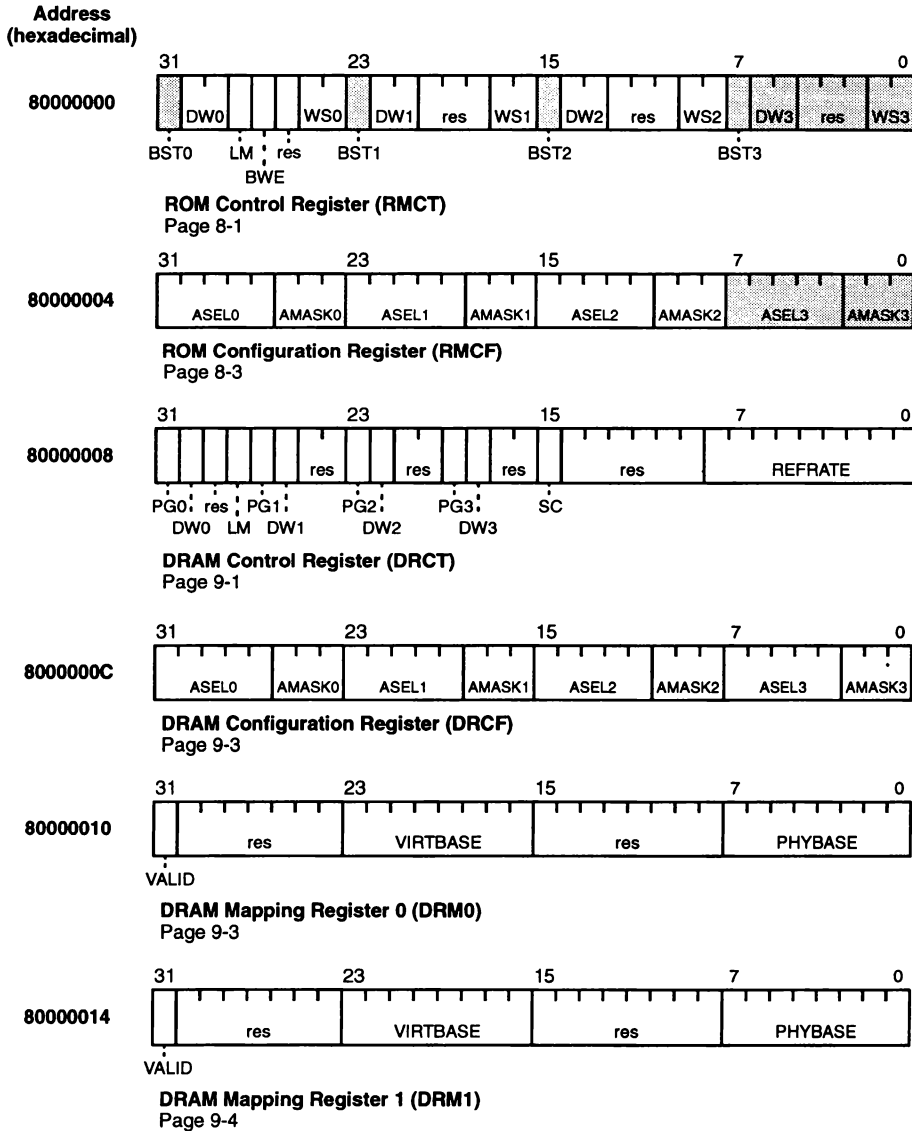 Address
(hexadecimal)
31 23 15 7 0
80000000
DW0 WS0 DW1 res WS1 DW2 res WS2 DW3 res WS3
BST0 LM res BST1 BST2 BST3
BWE
ROM Control Register (RMCT)
Page 8-1
31 23 15 7 0
80000004
ASEL0 AMASK0 ASEL1 AMASK1 ASEL2 AMASK2 ASEL3 AMASK3
ROM Configuration Register (RMCF)
Page 8-3
31 23 15 7 0
80000008
res res res res REFRATE
PG0 res PG1 PG2 PG3 SC
DW0 LM DW1 DW2 DW3
DRAM Control Register (DRCT)
Page 9-1
31 23 15 7 0
8000000C
ASEL0 AMASK0 ASEL1 AMASK1 ASEL2 AMASK2 ASEL3 AMASK3
DRAM Configuration Register (DRCF)
Page 9-3
31 23 15 7 0
80000010
res VIRTBASE res PHYBASE
VALID
DRAM Mapping Register 0 (DRM0)
Page 9-3
31 23 15 7 0
80000014
res VIRTBASE res PHYBASE
VALID
DRAM Mapping Register 1 (DRM1)
Page 9-4